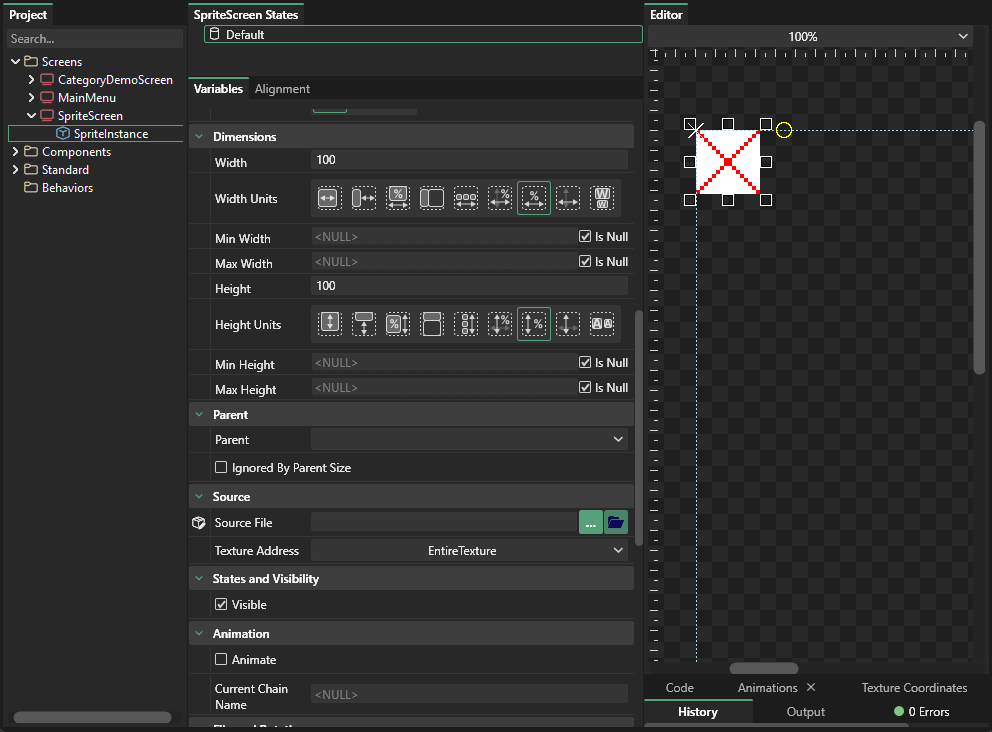 Project
Search...
Screens
CategoryDemoScreen
MainMenu
SpriteScreen
SpriteInstance
Components
Standard
Behaviors
SpriteScreen States
Default
Variables Alignment
Dimensions
Width 100
Width Units % % % W W
Min Width <NULL> Is Null
Max Width <NULL> Is Null
Height 100
Height Units % % % A A
Min Height <NULL> Is Null
Max Height <NULL> Is Null
Parent
Parent
Ignored By Parent Size
Source
Source File ...
Texture Address EntireTexture
States and Visibility
Visible
Animation
Animate
Current Chain
Name <NULL>
Editor
100%
Code Animations Texture Coordinates
History Output 0 Errors